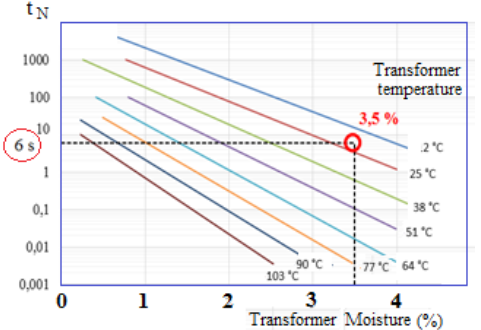 t N
1000
Transformer
temperature
100
3,5 %
10
6 s
.2 °C
1
25 °C
38 °C
0,1
51 °C
0,01
90 °C
77 °C
64 °C
103 °C
0,001
0 1 2 3 4
Transformer Moisture (%)